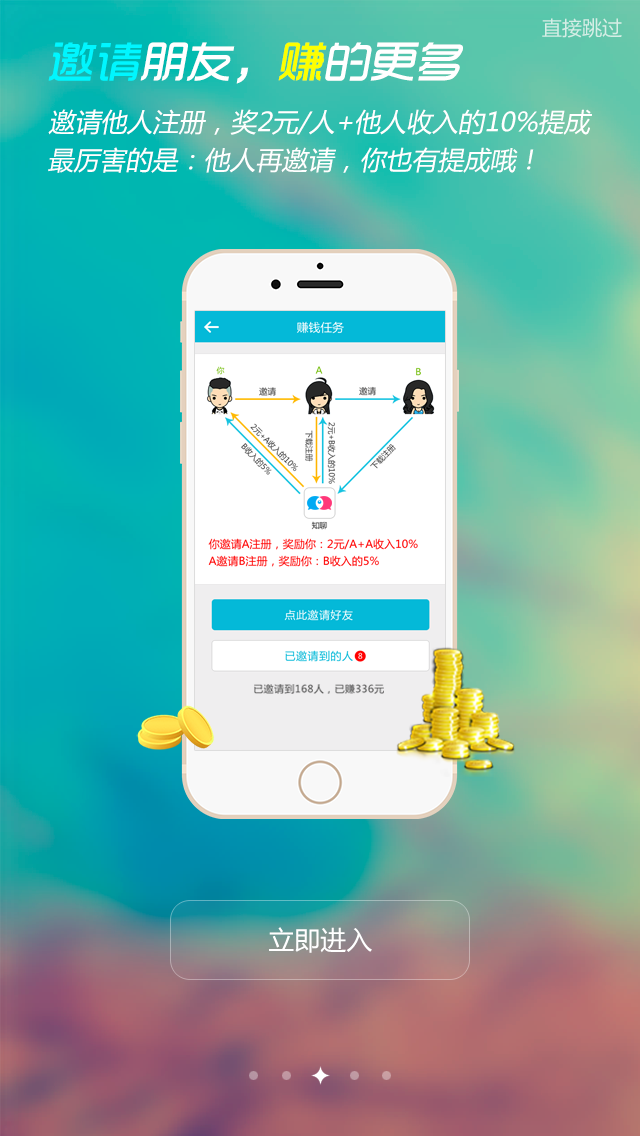 直接跳过
邀请朋友，赚的更多
邀请他人注册，奖2元/人+他人收入的10%提成
最厉害的是：他人再邀请，你也有提成哦！
赚钱任务
你
A
B
邀请
邀请
2元+A收入的10%
B收入的5%
下载注册
2元+B收入的10%
下载注册
知聊
你邀请A注册，奖励你：2元/A+A收入10%
A邀请B注册，奖励你：B收入的5%
点此邀请好友
已邀请到的人 8
已邀请到168人，已赚336元
立即进入